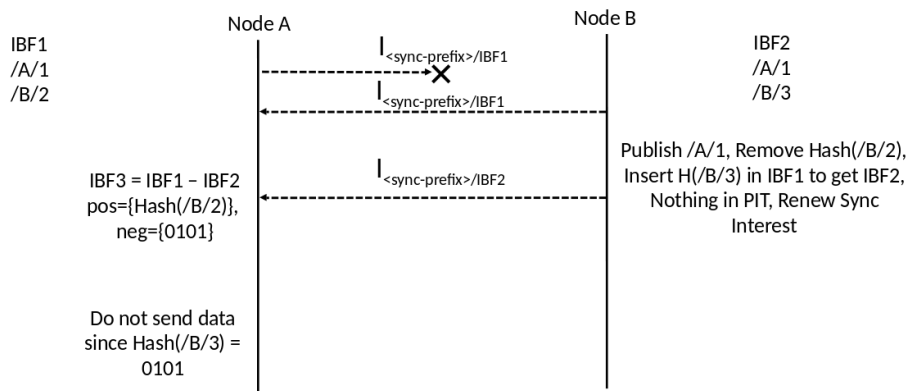 Node A
Node B
IBF1
/A/1
/B/2
I<sync-prefix>/IBF1
IBF2
/A/1
/B/3
I<sync-prefix>/IBF1
Publish /A/1, Remove Hash(/B/2),
Insert H(/B/3) in IBF1 to get IBF2,
Nothing in PIT, Renew Sync
Interest
I<sync-prefix>/IBF2
IBF3 = IBF1 – IBF2
pos={Hash(/B/2)},
neg={0101}
Do not send data
since Hash(/B/3) =
0101